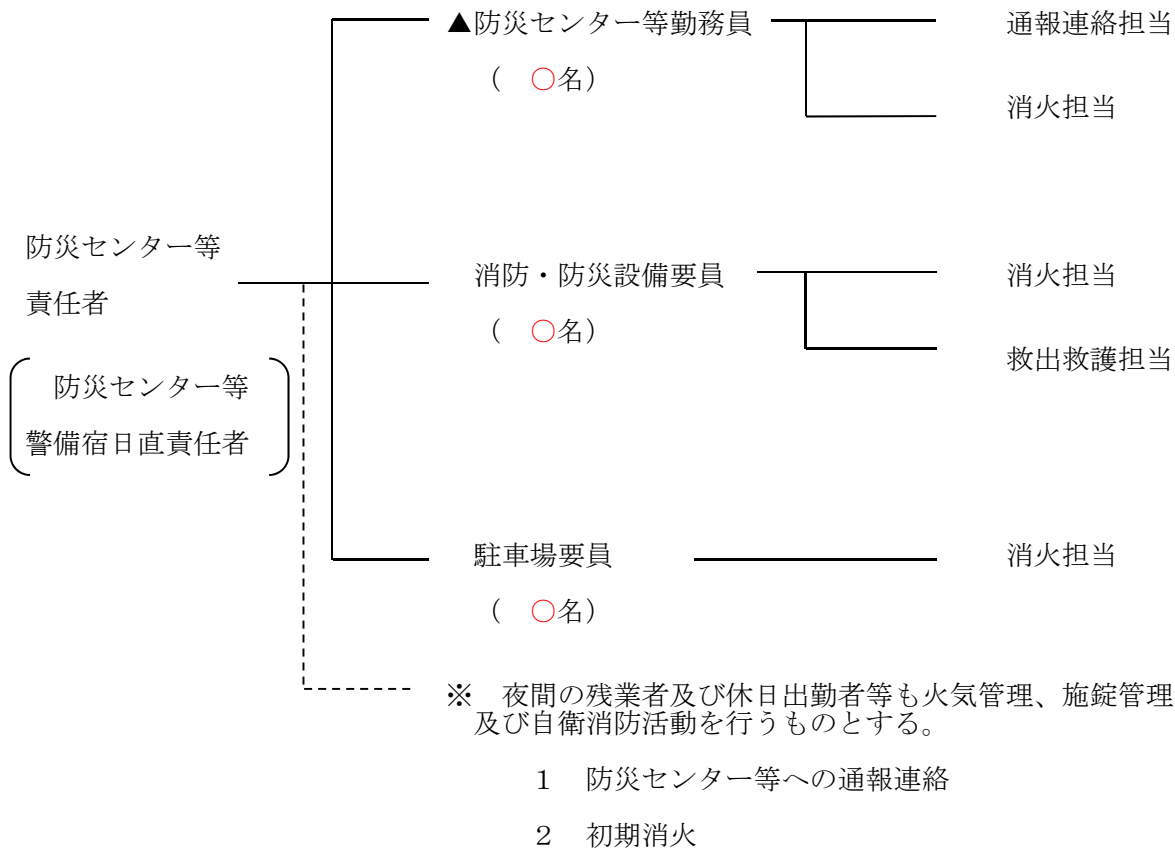 ▲防災センター等勤務員
通報連絡担当
( ○名)
消火担当
防災センター等
責任者
消防・防災設備要員
消火担当
( ○名)
救出救護担当
防災センター等
警備宿日直責任者
駐車場要員
消火担当
( ○名)
※ 夜間の残業者及び休日出勤者等も火気管理、施錠管理
及び自衛消防活動を行うものとする。
1 防災センター等への通報連絡
2 初期消火